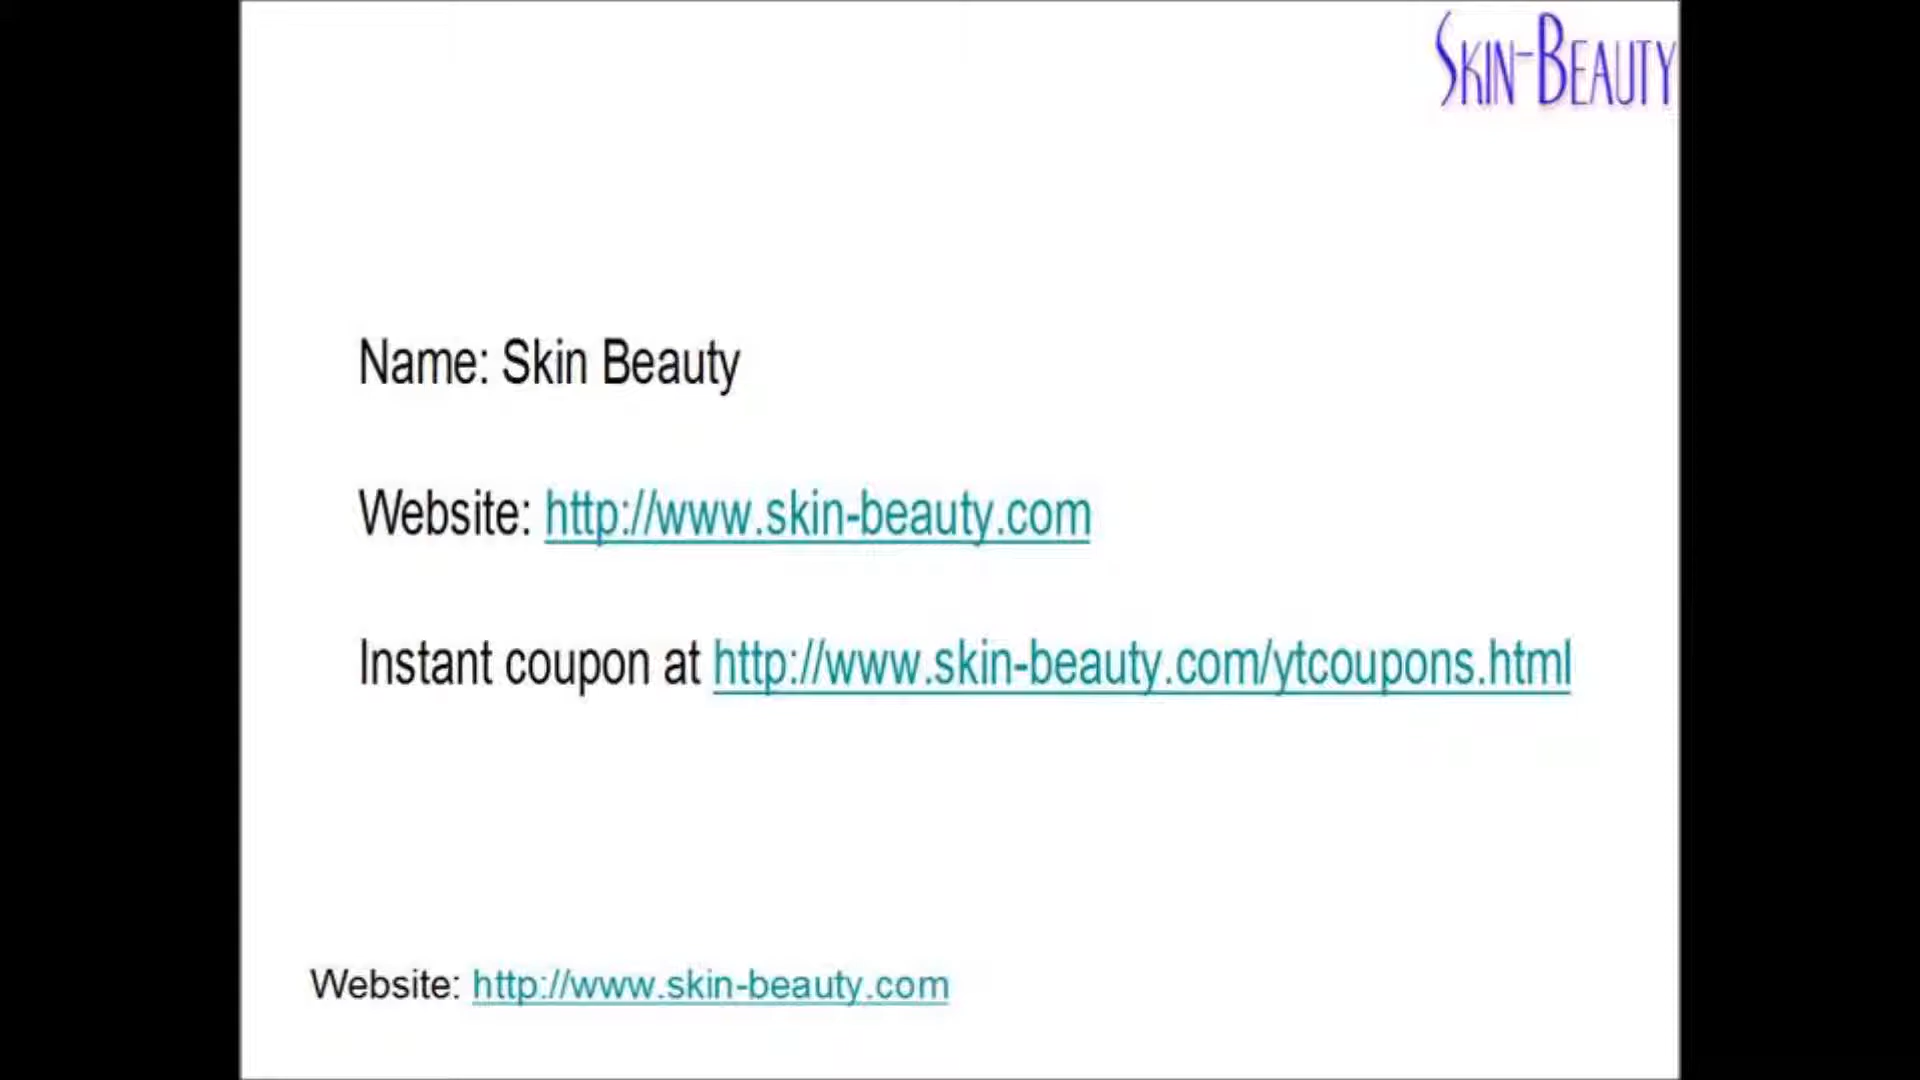 SKIN-BEAUTY
Name: Skin Beauty
Website: http://www.skin-beauty.com
Instant coupon at http://www.skin-beauty.com/ytcoupons.html
Website: http://www.skin-beauty.com